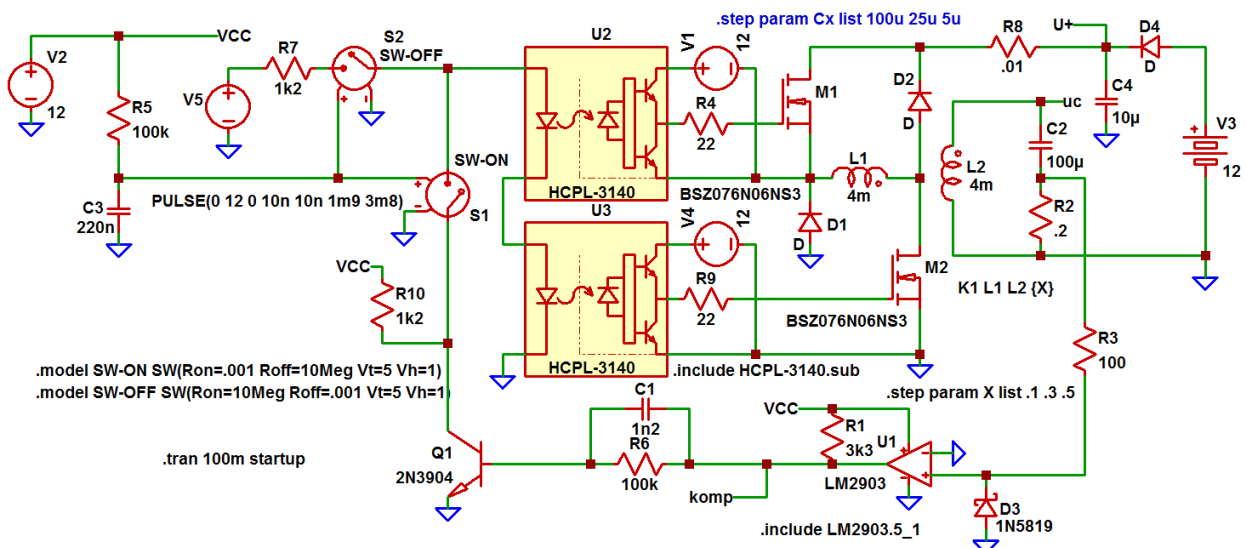 .step param Cx list 100u 25u 5u
V2
12
VCC
R5
100k
C3
220n
V5
R7
1k2
S2
SW-OFF
SW-ON
S1
PULSE(0 12 0 10n 10n 1m9 3m8)
U2
HCPL-3140
V1
12
R4
22
M1
BSZ076N06NS3
D2
D
R8
.01
U+
D4
D
C4
10µ
V3
12
uc
C2
100µ
L2
4m
R2
.2
L1
4m
D1
D
U3
HCPL-3140
V4
12
R9
22
M2
BSZ076N06NS3
K1 L1 L2 {X}
VCC
R10
1k2
.model SW-ON SW(Ron=.001 Roff=10Meg Vt=5 Vh=1)
.model SW-OFF SW(Ron=10Meg Roff=.001 Vt=5 Vh=1)
.include HCPL-3140.sub
.step param X list .1 .3 .5
R3
100
.tran 100m startup
Q1
2N3904
C1
1n2
R6
100k
komp
VCC
R1
3k3
U1
LM2903
D3
1N5819
.include LM2903.5_1